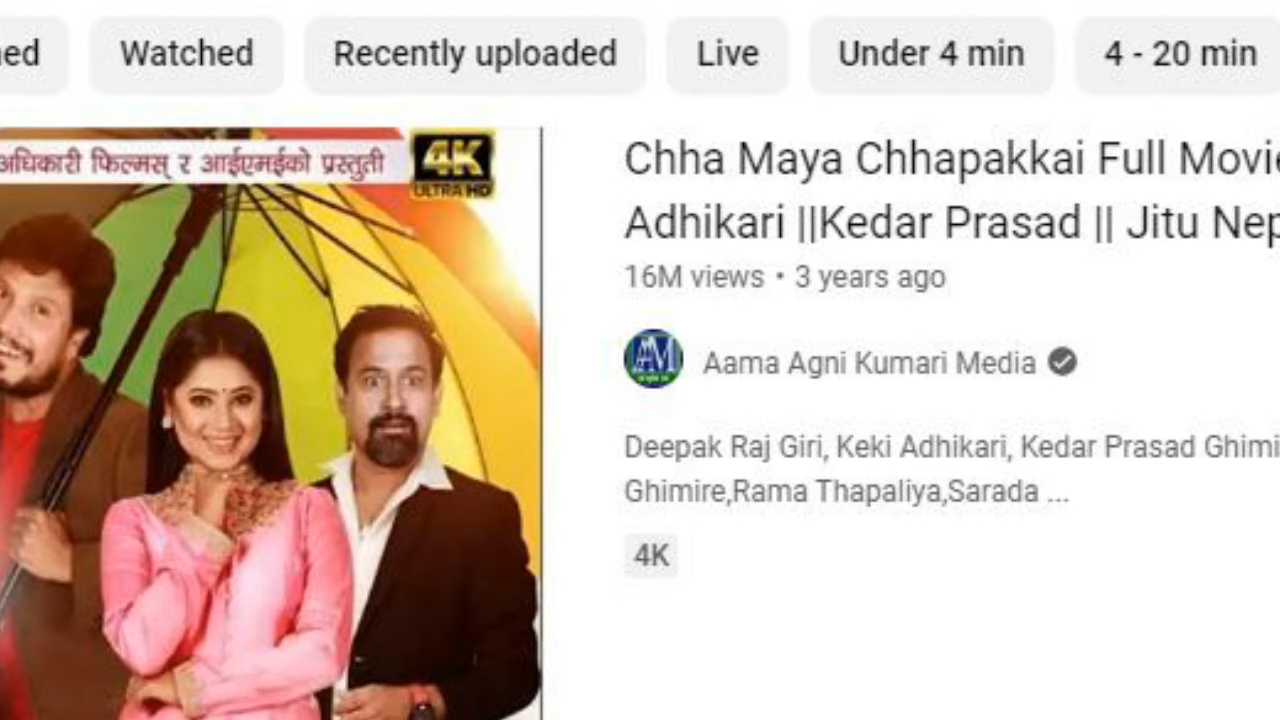 ed
Watched
Recently uploaded
Live
Under 4 min
4 - 20 min
अधिकारी फिल्मस् र आईएमईको प्रस्तुती
4K
ULTRA HD
Chha Maya Chhapakkai Full Movie
Adhikari ||Kedar Prasad || Jitu Nep
16M views • 3 years ago
Aama Agni Kumari Media
Deepak Raj Giri, Keki Adhikari, Kedar Prasad Ghimi
Ghimire,Rama Thapaliya,Sarada ...
4K